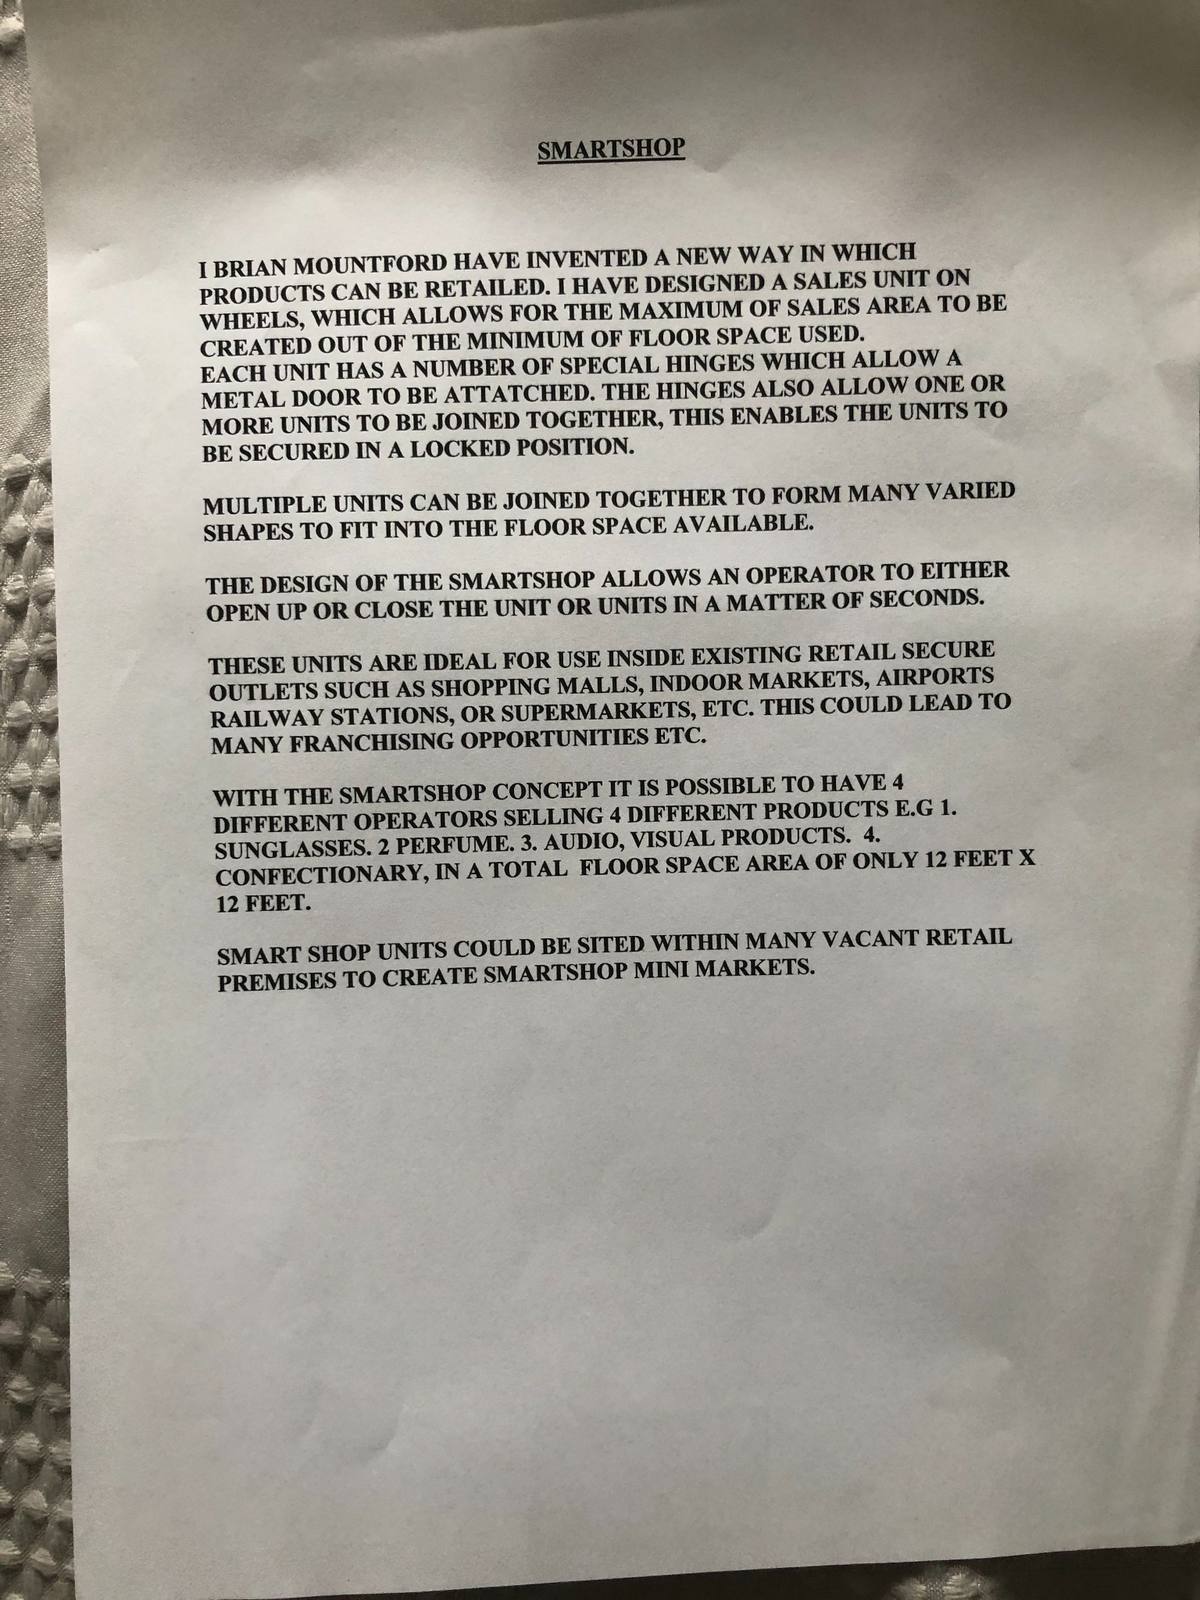 SMARTSHOP
I BRIAN MOUNTFORD HAVE INVENTED A NEW WAY IN WHICH
PRODUCTS CAN BE RETAILED. I HAVE DESIGNED A SALES UNIT ON
WHEELS, WHICH ALLOWS FOR THE MAXIMUM OF SALES AREA TO BE
CREATED OUT OF THE MINIMUM OF FLOOR SPACE USED.
EACH UNIT HAS A NUMBER OF SPECIAL HINGES WHICH ALLOW A
METAL DOOR TO BE ATTATCHED. THE HINGES ALSO ALLOW ONE OR
MORE UNITS TO BE JOINED TOGETHER, THIS ENABLES THE UNITS TO
BE SECURED IN A LOCKED POSITION.
MULTIPLE UNITS CAN BE JOINED TOGETHER TO FORM MANY VARIED
SHAPES TO FIT INTO THE FLOOR SPACE AVAILABLE.
THE DESIGN OF THE SMARTSHOP ALLOWS AN OPERATOR TO EITHER
OPEN UP OR CLOSE THE UNIT OR UNITS IN A MATTER OF SECONDS.
THESE UNITS ARE IDEAL FOR USE INSIDE EXISTING RETAIL SECURE
OUTLETS SUCH AS SHOPPING MALLS, INDOOR MARKETS, AIRPORTS
RAILWAY STATIONS, OR SUPERMARKETS, ETC. THIS COULD LEAD TO
MANY FRANCHISING OPPORTUNITIES ETC.
WITH THE SMARTSHOP CONCEPT IT IS POSSIBLE TO HAVE 4
DIFFERENT OPERATORS SELLING 4 DIFFERENT PRODUCTS E.G 1.
SUNGLASSES. 2 PERFUME. 3. AUDIO, VISUAL PRODUCTS. 4.
CONFECTIONARY, IN A TOTAL FLOOR SPACE AREA OF ONLY 12 FEET X
12 FEET.
SMART SHOP UNITS COULD BE SITED WITHIN MANY VACANT RETAIL
PREMISES TO CREATE SMARTSHOP MINI MARKETS.